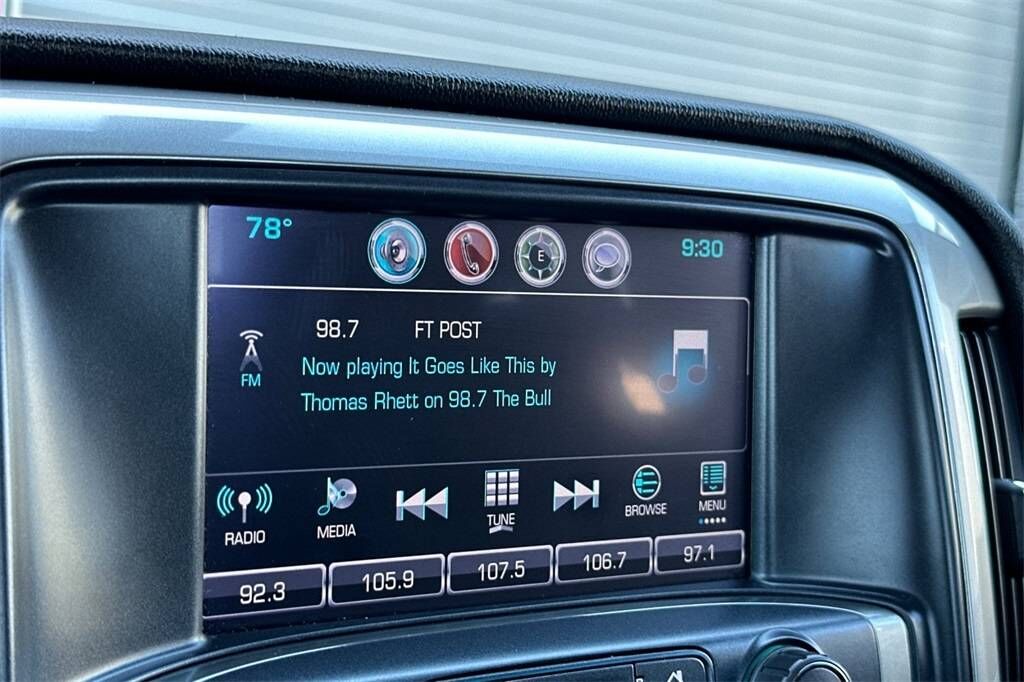 78° E 9:30
98.7 FT POST
FM
Now playing It Goes Like This by
Thomas Rhett on 98.7 The Bull
RADIO MEDIA TUNE BROWSE MENU
92.3 105.9 107.5 106.7 97.1